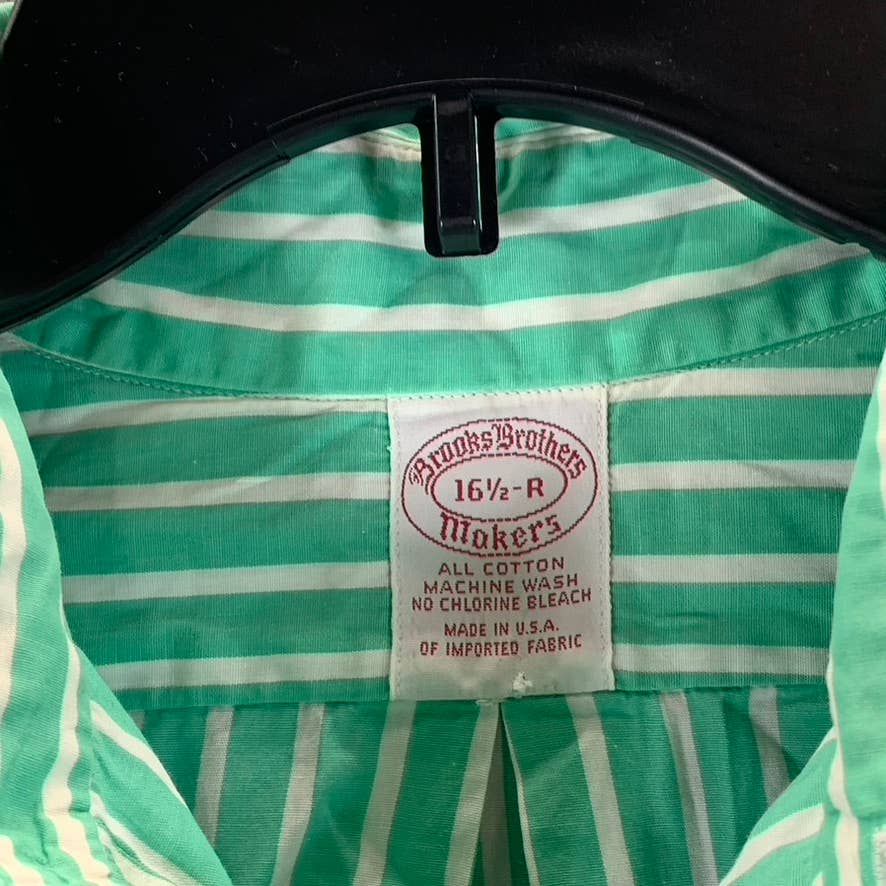 Brooks Brothers
16½-R
Makers
ALL COTTON
MACHINE WASH
NO CHLORINE BLEACH
MADE IN U.S.A.
OF IMPORTED FABRIC